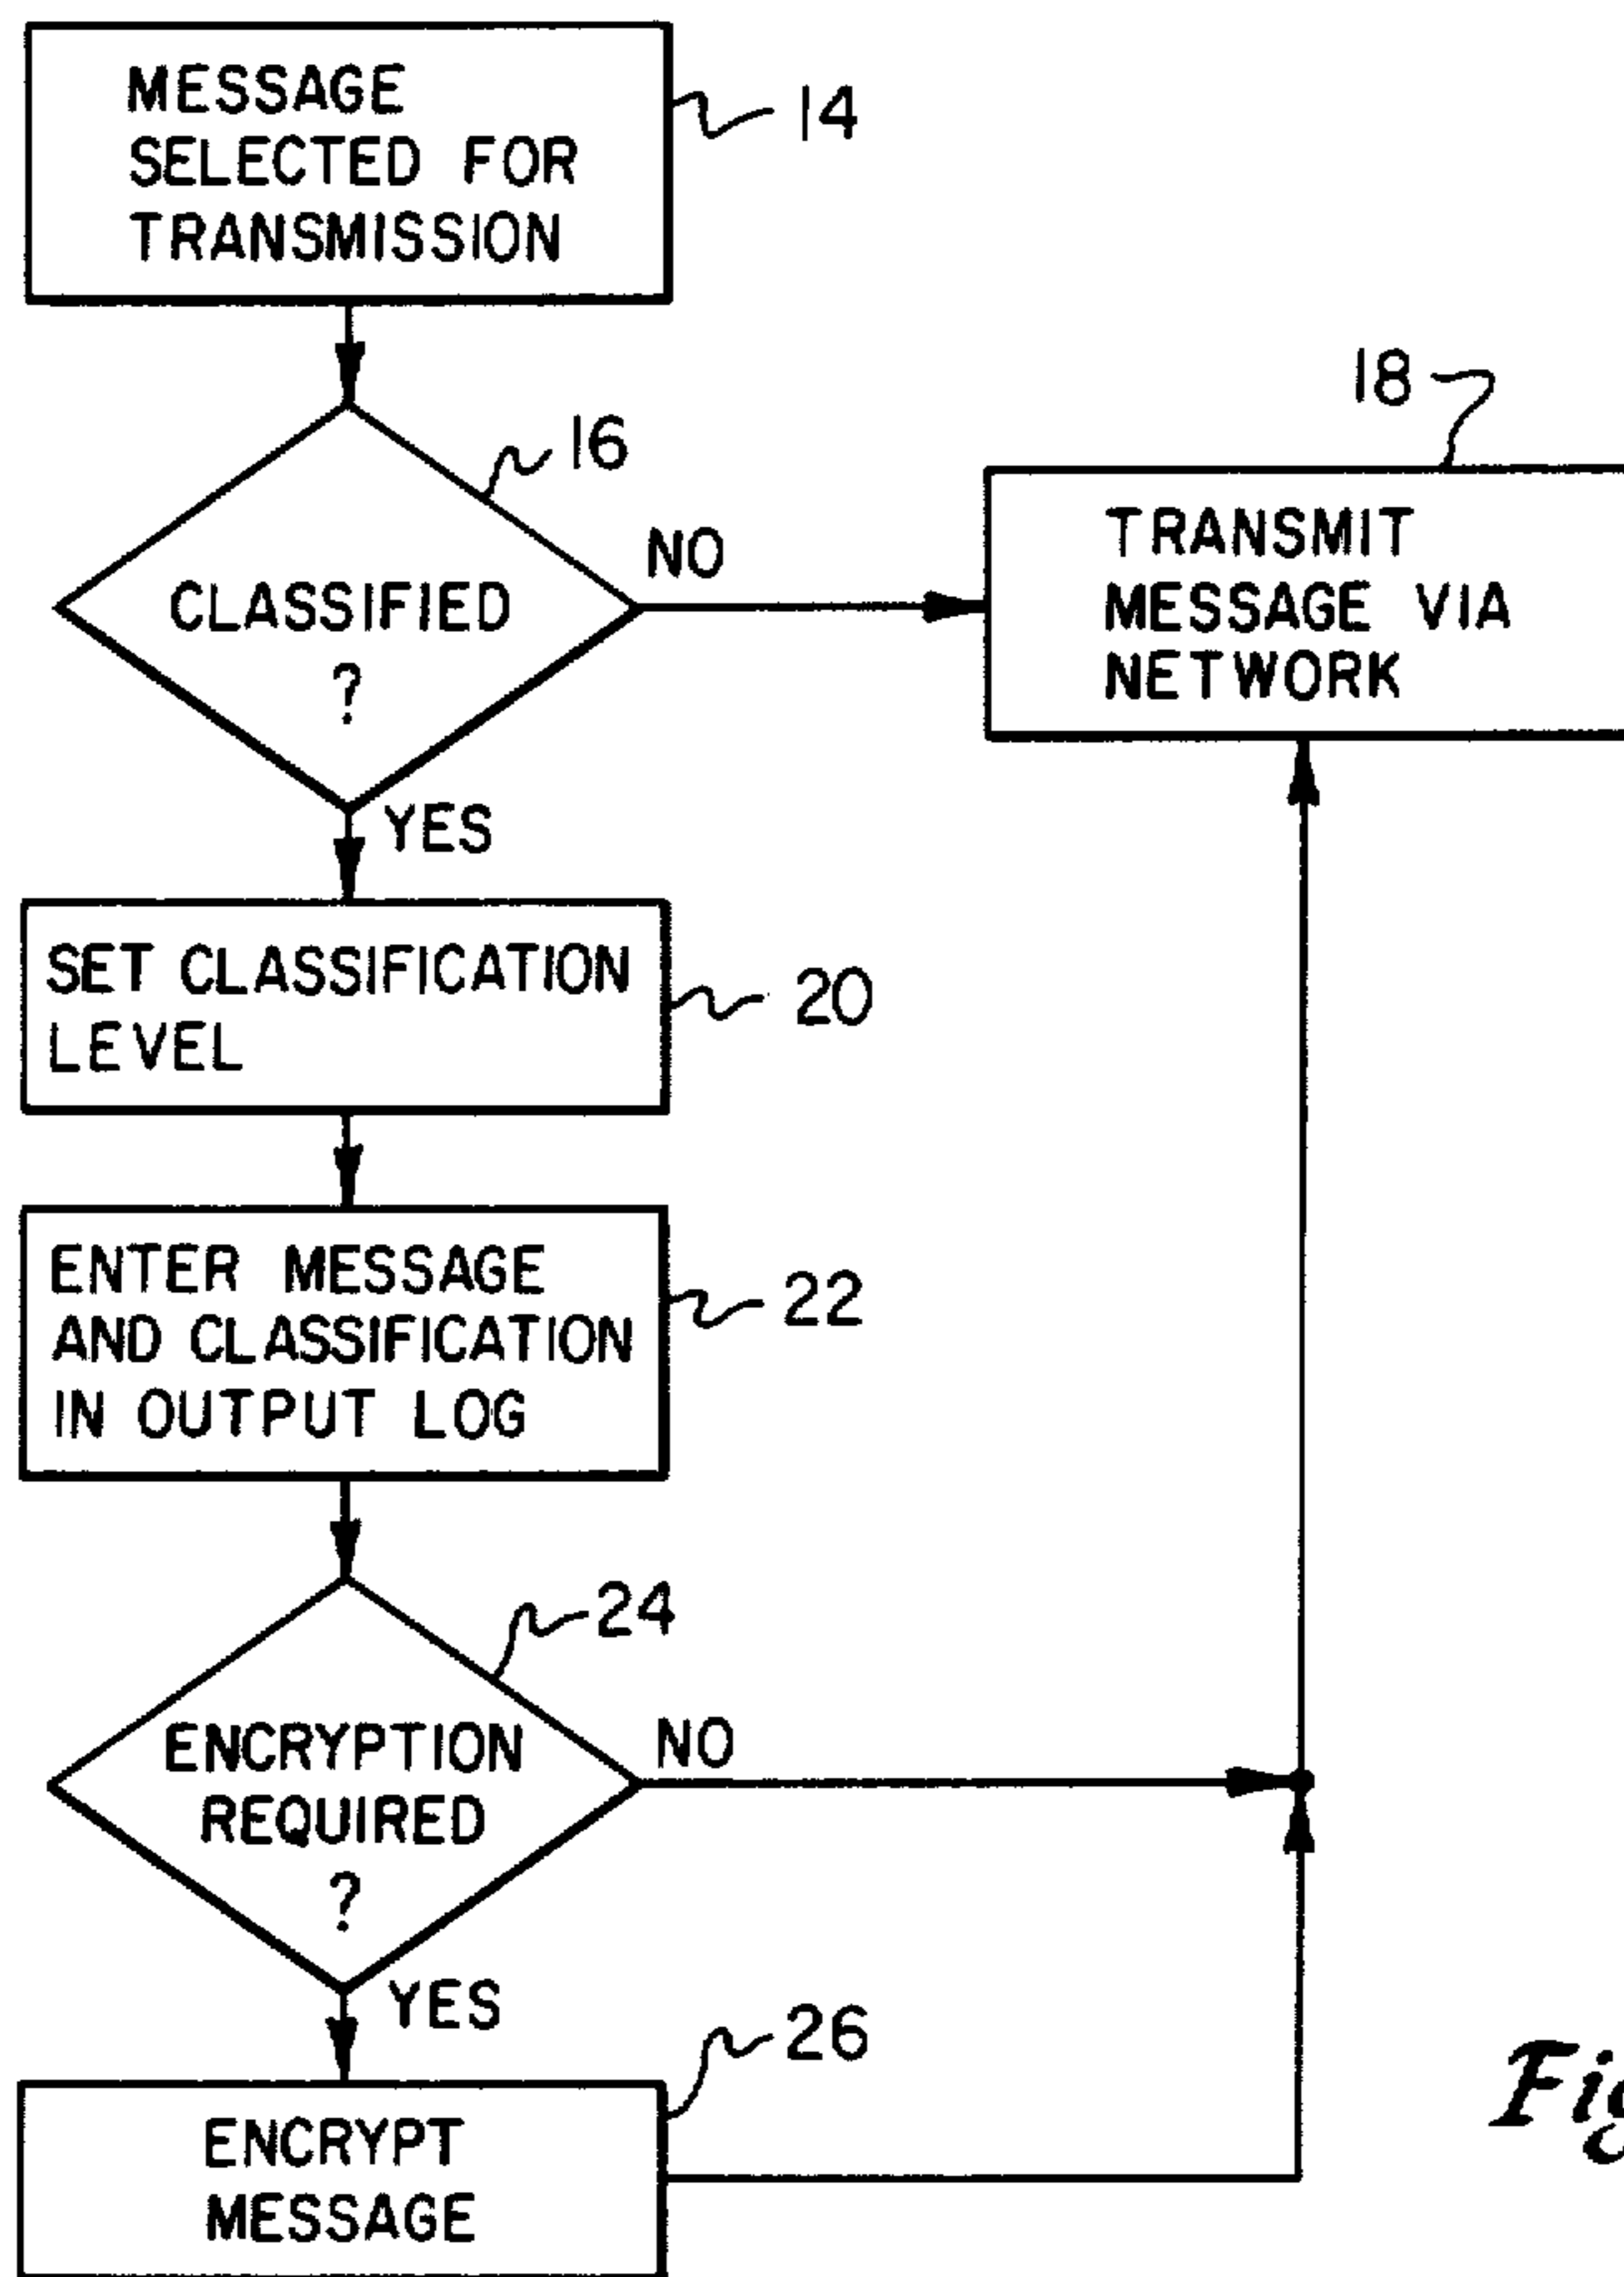 MESSAGE
SELECTED FOR
TRANSMISSION
14
16
CLASSIFIED
?
NO
18
TRANSMIT
MESSAGE VIA
NETWORK
YES
SET CLASSIFICATION
LEVEL
20
ENTER MESSAGE
AND CLASSIFICATION
IN OUTPUT LOG
22
24
ENCRYPTION
REQUIRED
?
NO
YES
26
ENCRYPT
MESSAGE